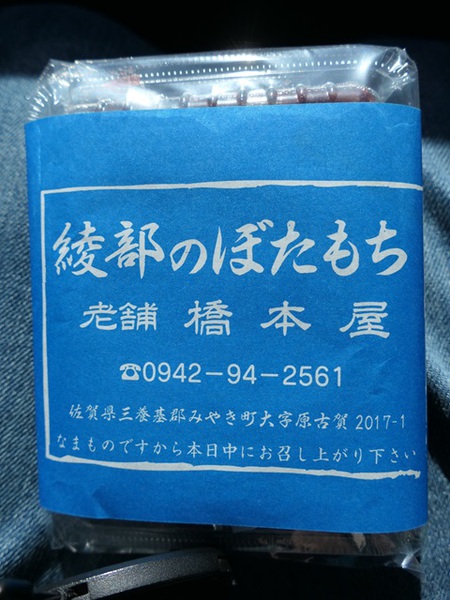 綾部のぼたもち
老舗 橋本屋
☎0942-94-2561
佐賀県三養基郡みやき町大字原古賀 2017-1
なまものですから本日中にお召し上がり下さい